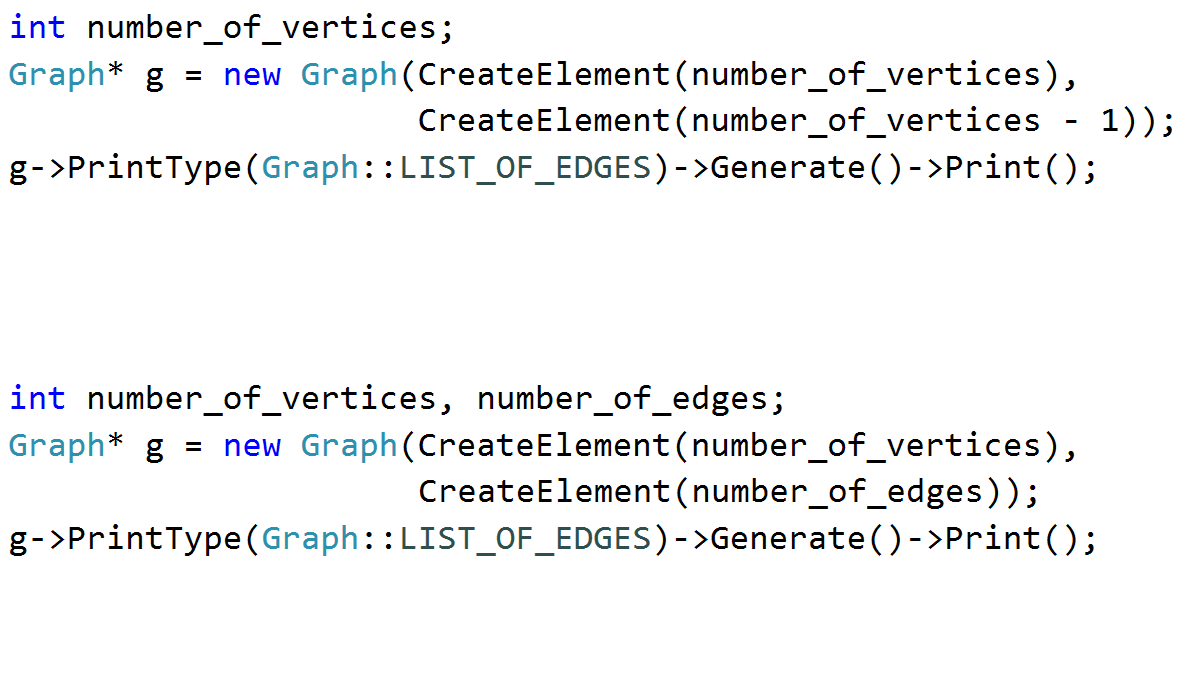 int number_of_vertices;
Graph* g = new Graph(CreateElement(number_of_vertices),
                     CreateElement(number_of_vertices - 1));
g->PrintType(Graph::LIST_OF_EDGES)->Generate()->Print();
int number_of_vertices, number_of_edges;
Graph* g = new Graph(CreateElement(number_of_vertices),
                     CreateElement(number_of_edges));
g->PrintType(Graph::LIST_OF_EDGES)->Generate()->Print();